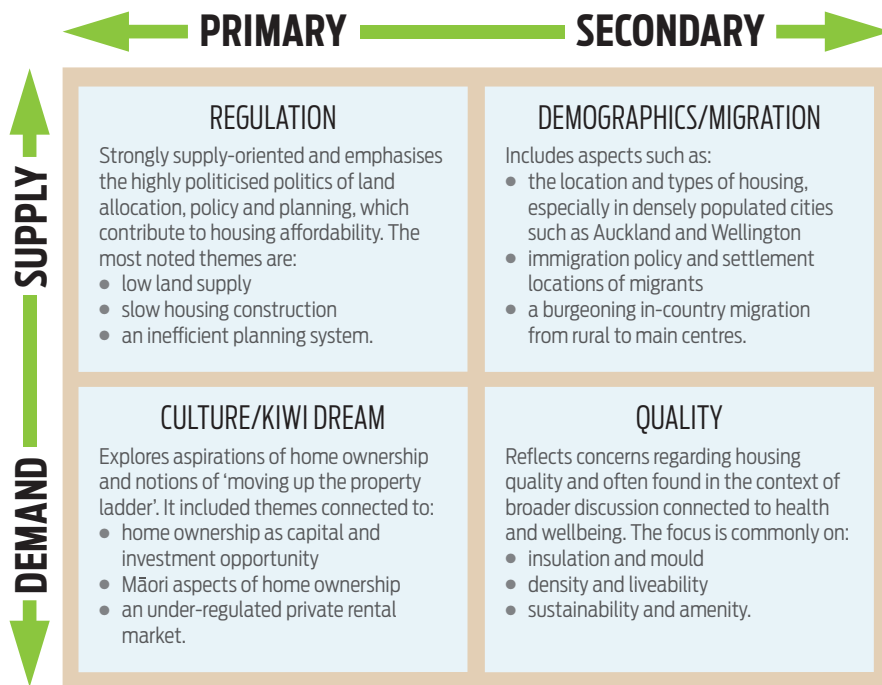 PRIMARY
SECONDARY
SUPPLY
DEMAND
REGULATION
Strongly supply-oriented and emphasises
the highly politicised politics of land
allocation, policy and planning, which
contribute to housing affordability. The
most noted themes are:
● low land supply
● slow housing construction
● an inefficient planning system.
DEMOGRAPHICS/MIGRATION
Includes aspects such as:
● the location and types of housing,
especially in densely populated cities
such as Auckland and Wellington
● immigration policy and settlement
locations of migrants
● a burgeoning in-country migration
from rural to main centres.
CULTURE/KIWI DREAM
Explores aspirations of home ownership
and notions of ‘moving up the property
ladder’. It included themes connected to:
● home ownership as capital and
investment opportunity
● Māori aspects of home ownership
● an under-regulated private rental
market.
QUALITY
Reflects concerns regarding housing
quality and often found in the context of
broader discussion connected to health
and wellbeing. The focus is commonly on:
● insulation and mould
● density and liveability
● sustainability and amenity.